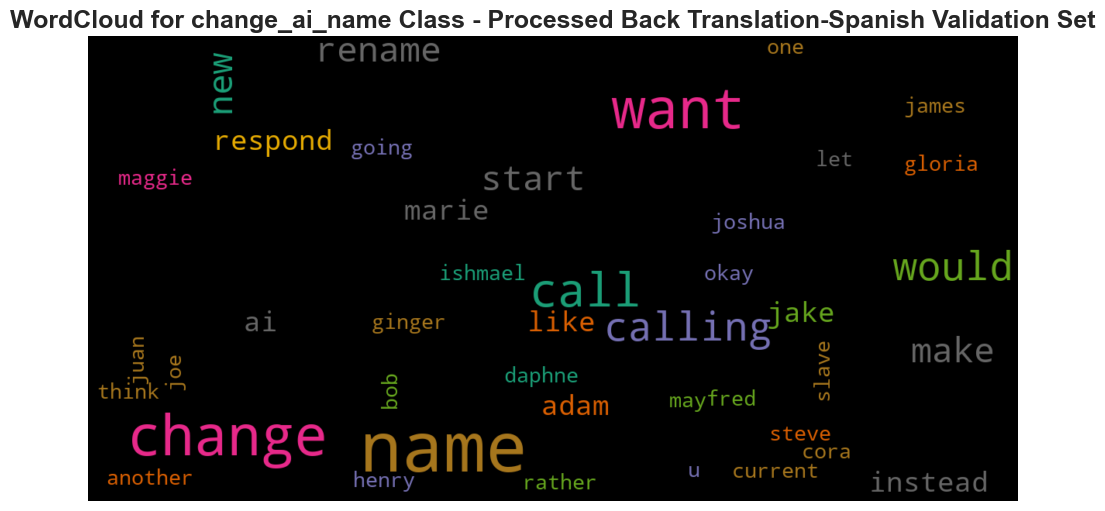 WordCloud for change_ai_name Class - Processed Back Translation-Spanish Validation Set
rename
one
new
want
james
respond
going
let
gloria
maggie
start
marie
joshua
ishmael
okay
would
call
ai
ginger
like
calling
jake
juan
joe
make
think
bob
daphne
slave
adam
may
fred
change
name
steve
cora
another
henry
rather
u
current
instead